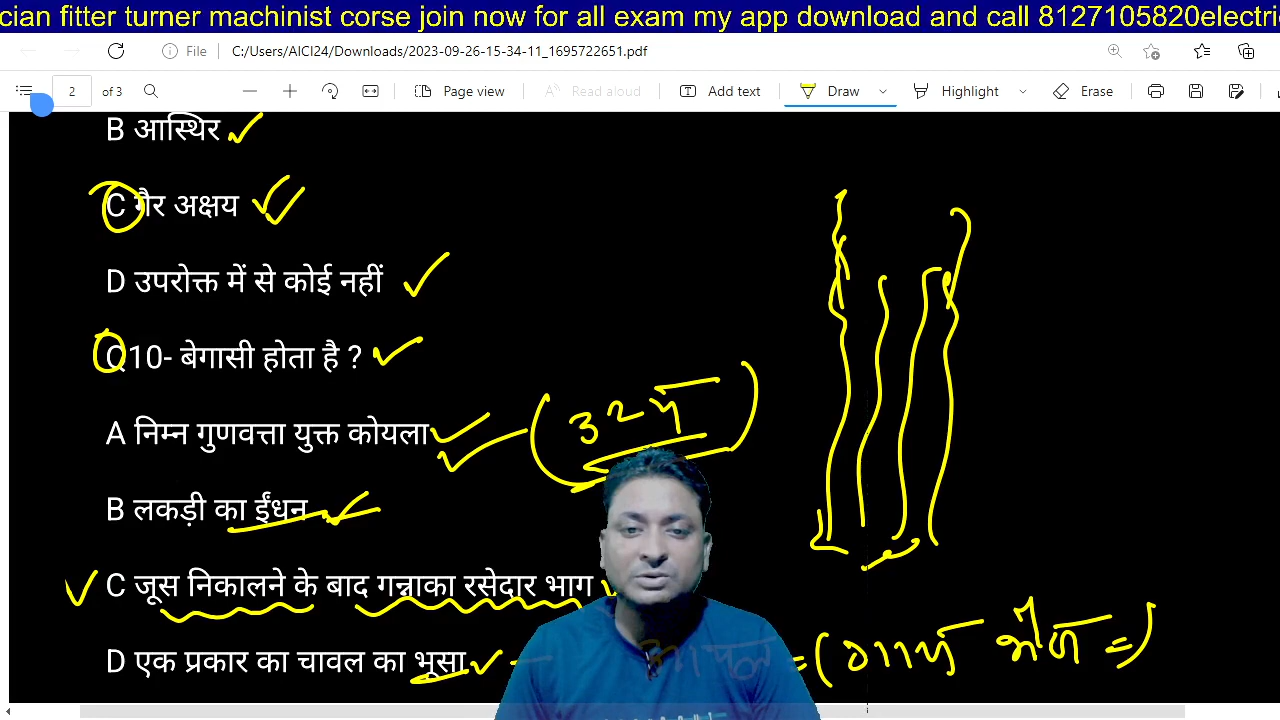 cian fitter turner machinist corse join now for all exam my app download and call 8127105820electri
File C:/Users/AICI24/Downloads/2023-09-26-15-34-11_1695722651.pdf
2 of 3 Page view Read aloud Add text Draw Highlight Erase
B आस्थिर
C गैर अक्षय
D उपरोक्त में से कोई नहीं
Q10- बेगासी होता है ?
A निम्न गुणवत्ता युक्त कोयला
B लकड़ी का ईंधन
C जूस निकालने के बाद गन्नाका रसेदार भाग
D एक प्रकार का चावल का भूसा